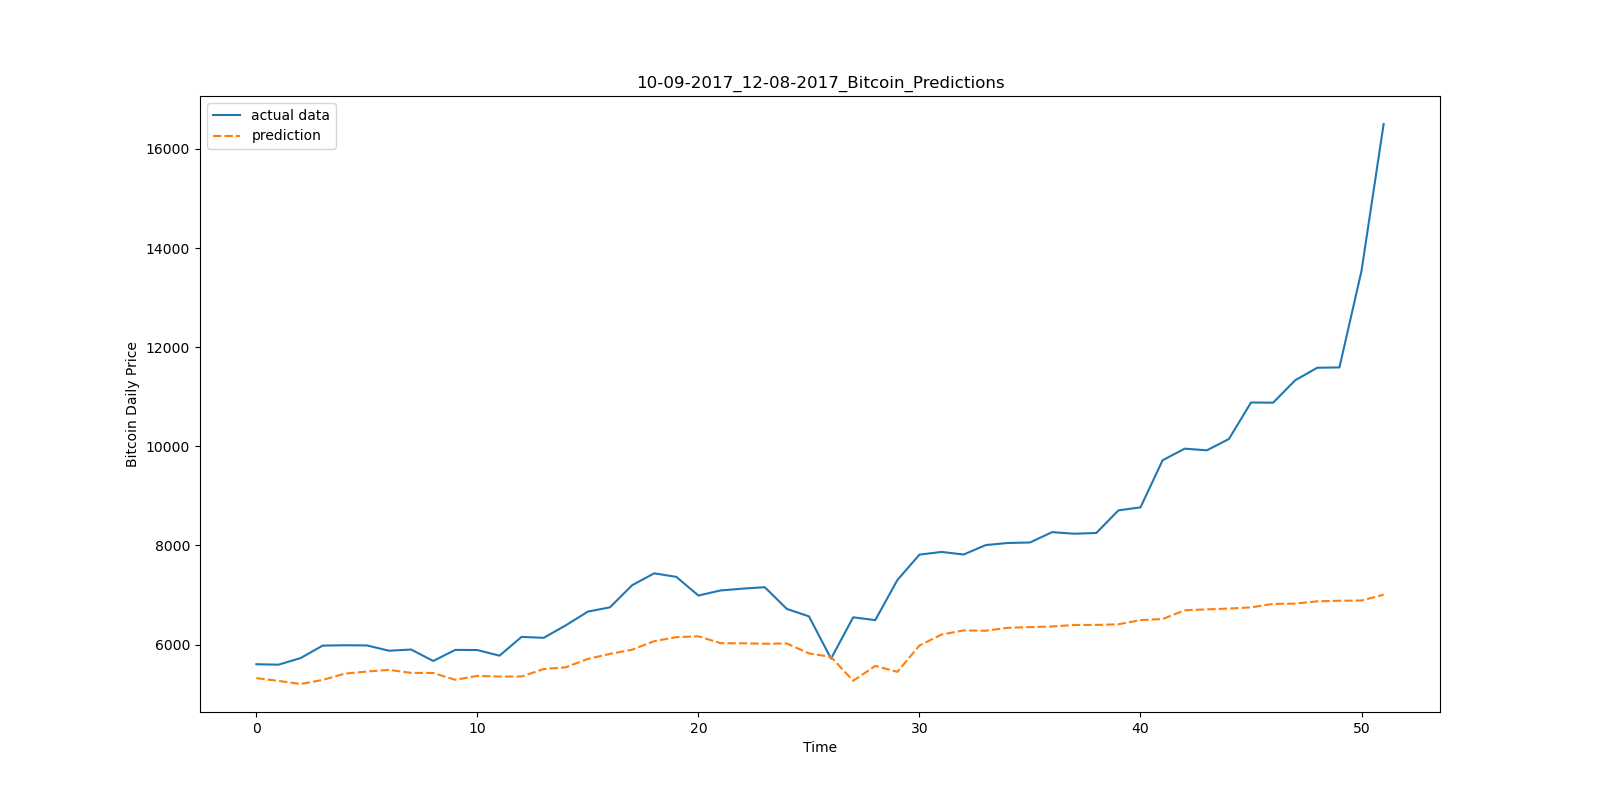 10-09-2017_12-08-2017_Bitcoin_Predictions
actual data
prediction
16000
14000
12000
10000
8000
6000
Bitcoin Daily Price
0 10 20 30 40 50
Time